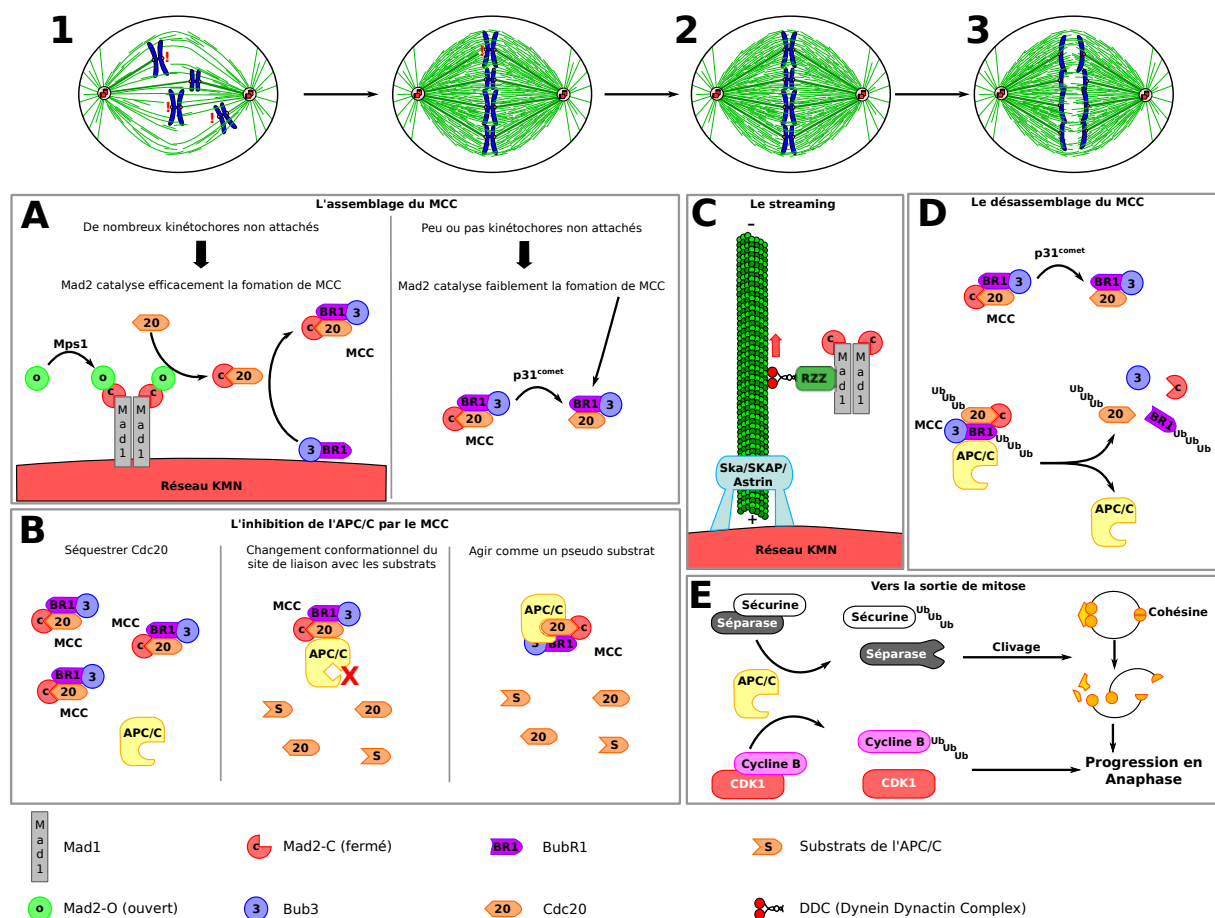 1
2
3
!
!
!
!
A
L'assemblage du MCC
De nombreux kinétochores non attachés
Mad2 catalyse efficacement la fomation de MCC
20
Mps1
o
o
o
c
c
Mad1
Mad1
c 20
BR1 3
c 20
MCC
3 BR1
Réseau KMN
Peu ou pas kinétochores non attachés
Mad2 catalyse faiblement la fomation de MCC
p31comet
BR1 3
c 20
MCC
BR1 3
20
B
L'inhibition de l'APC/C par le MCC
Séquestrer Cdc20
BR1 3
c 20
MCC
MCC
BR1 3
c 20
BR1 3
c 20
MCC
APC/C
Changement conformationnel du
site de liaison avec les substrats
MCC
BR1 3
c 20
APC/C
X
S
20
20
S
Agir comme un pseudo substrat
APC/C
20 c
3 BR1
MCC
S
20
20
S
C
Le streaming
–
c
c
RZZ
Mad1
Mad1
Ska/SKAP/
Astrin
+
Réseau KMN
D
Le désassemblage du MCC
p31comet
BR1 3
c 20
MCC
BR1 3
20
Ub Ub Ub
20 c
MCC
3 BR1
Ub Ub Ub
APC/C
3
c
Ub Ub Ub
20
BR1
Ub Ub Ub
APC/C
E
Vers la sortie de mitose
Sécurine
Séparase
Sécurine
Ub Ub Ub
Séparase
Clivage
Cohésine
APC/C
Cycline B
CDK1
Cycline B
Ub Ub Ub
CDK1
Progression en
Anaphase
Mad1
Mad1
c
Mad2-C (fermé)
BR1
BubR1
S
Substrats de l'APC/C
o
Mad2-O (ouvert)
3
Bub3
20
Cdc20
DDC (Dynein Dynactin Complex)